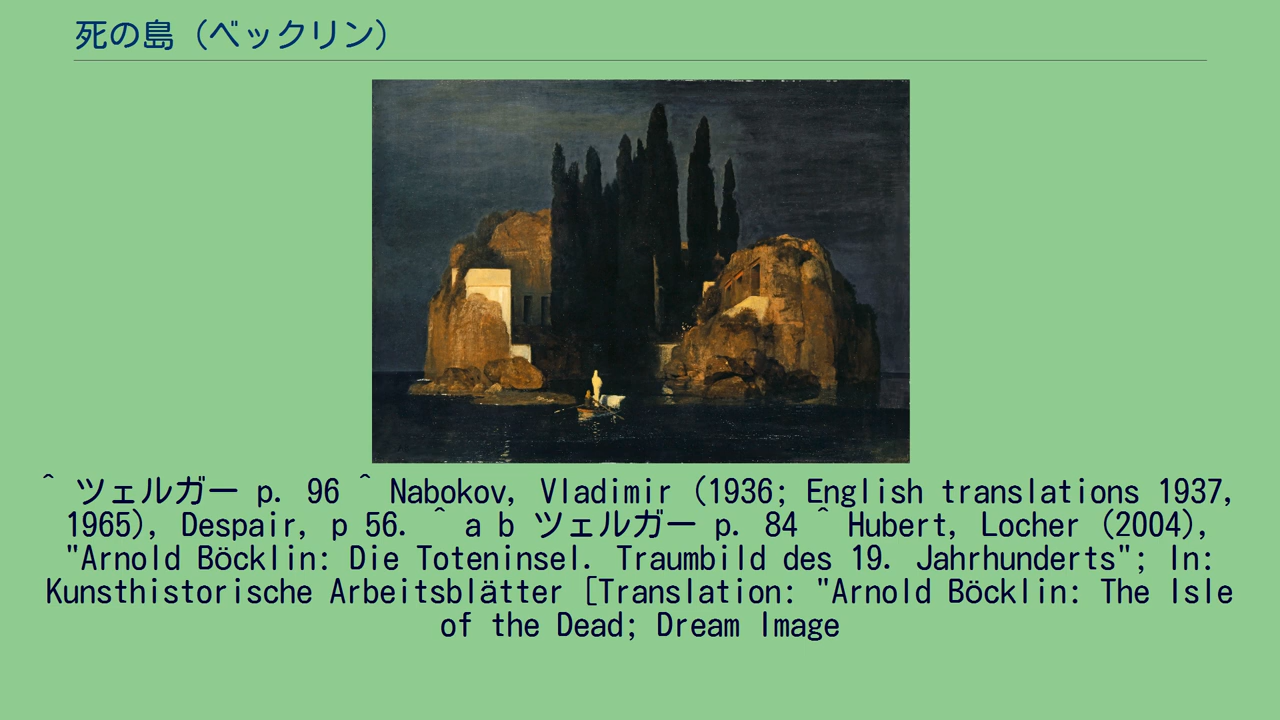 死の島（ベックリン）
^ ツェルガー p. 96 ^ Nabokov, Vladimir (1936; English translations 1937,
1965), Despair, p 56. ^ a b ツェルガー p. 84 ^ Hubert, Locher (2004),
"Arnold Böcklin: Die Toteninsel. Traumbild des 19. Jahrhunderts"; In:
Kunsthistorische Arbeitsblätter [Translation: "Arnold Böcklin: The Isle
of the Dead; Dream Image